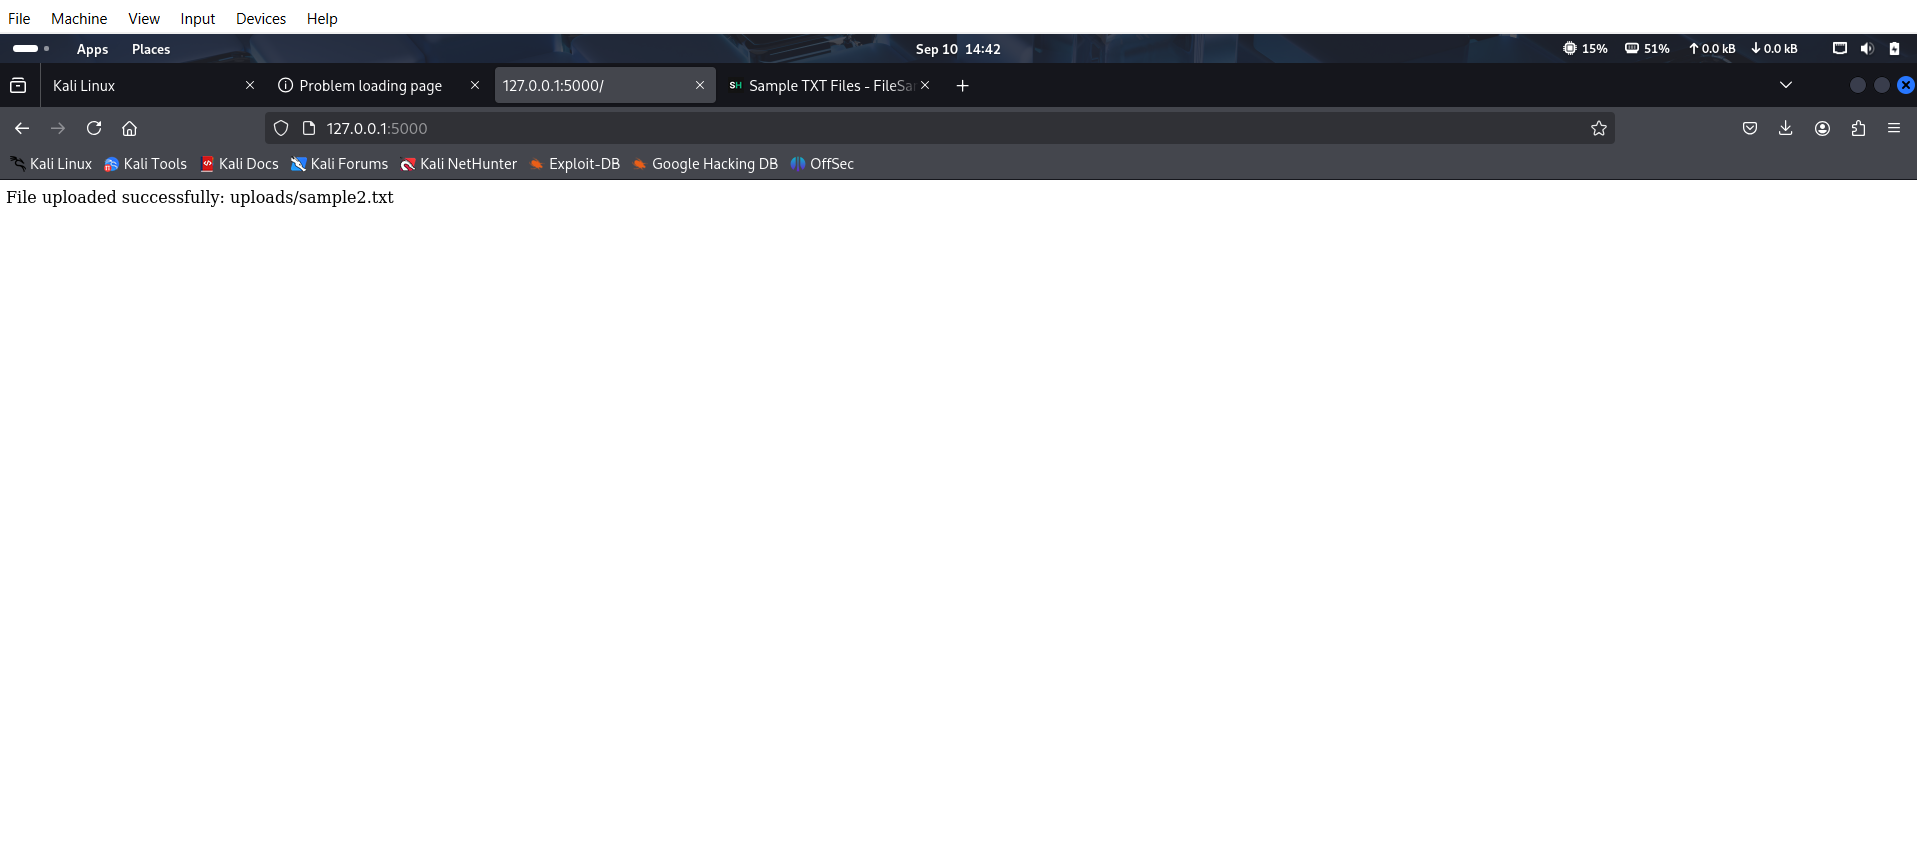 File Machine View Input Devices Help
Apps Places Sep 10 14:42 15% 51% 0.0 kB 0.0 kB
Kali Linux Problem loading page 127.0.0.1:5000/ SH Sample TXT Files - FileSa
127.0.0.1:5000
Kali Linux Kali Tools Kali Docs Kali Forums Kali NetHunter Exploit-DB Google Hacking DB OffSec
File uploaded successfully: uploads/sample2.txt